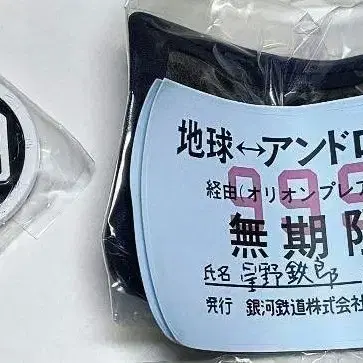 地球↔アンドロ
経由(オリオンプレア
999
無期限
氏名 星野鉄郎
発行 銀河鉄道株式会社